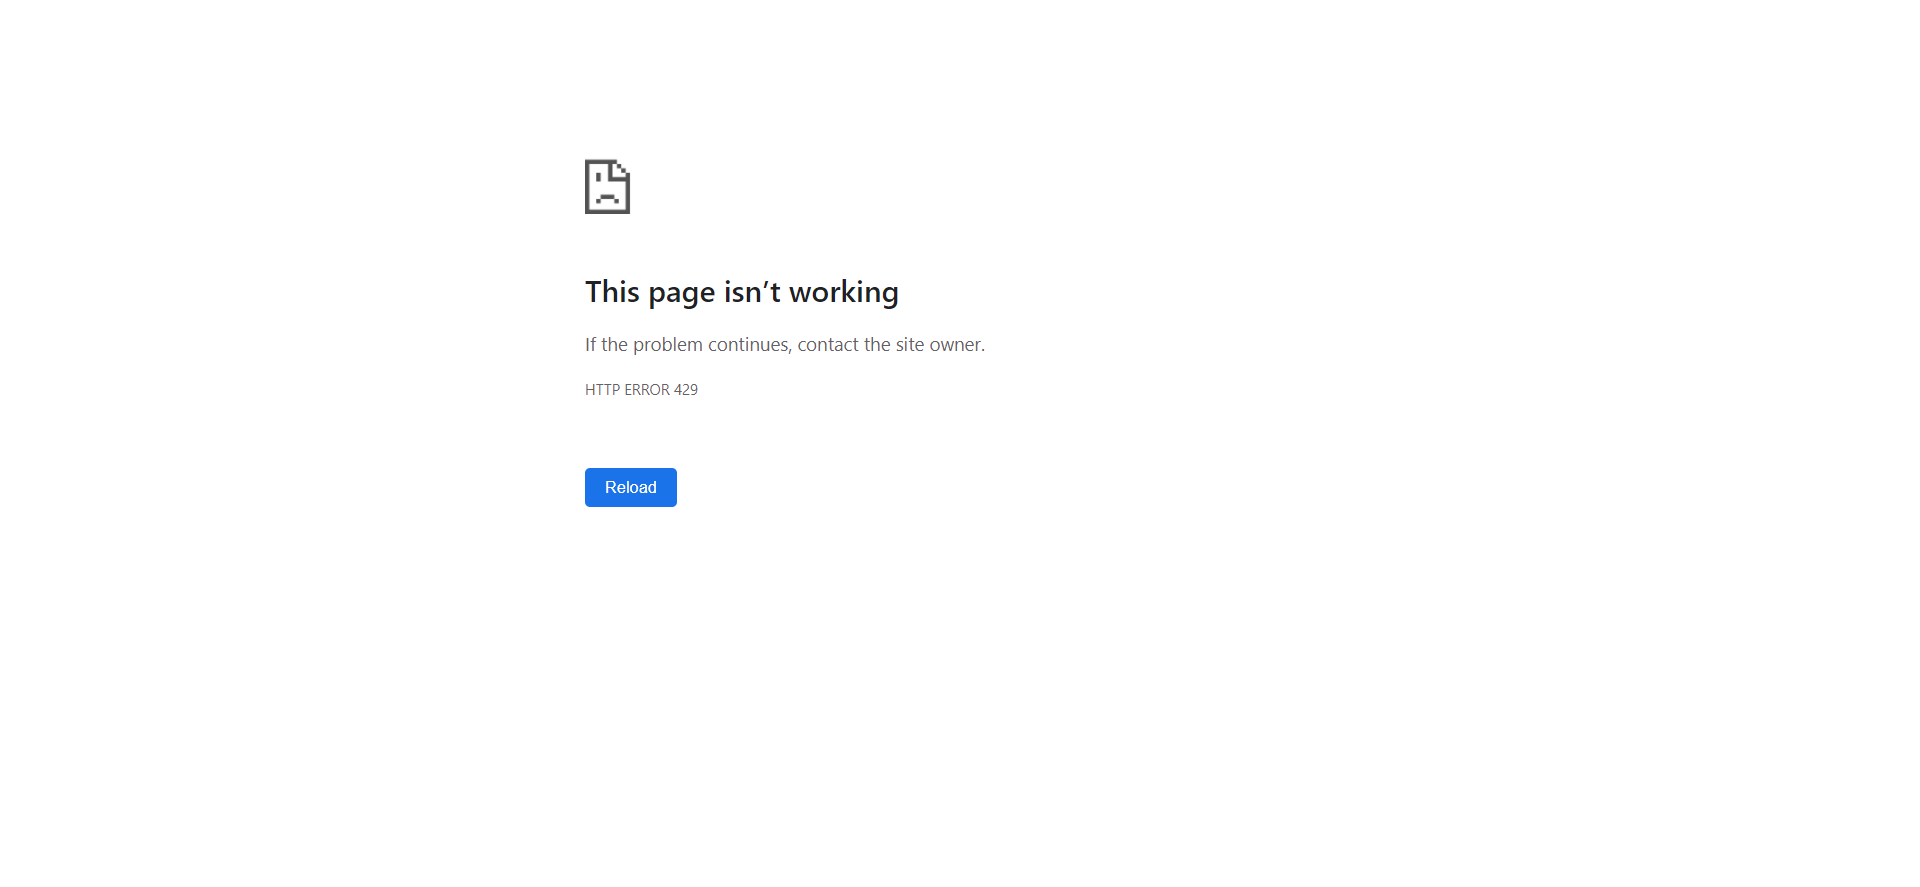 This page isn’t working
If the problem continues, contact the site owner.
HTTP ERROR 429
Reload